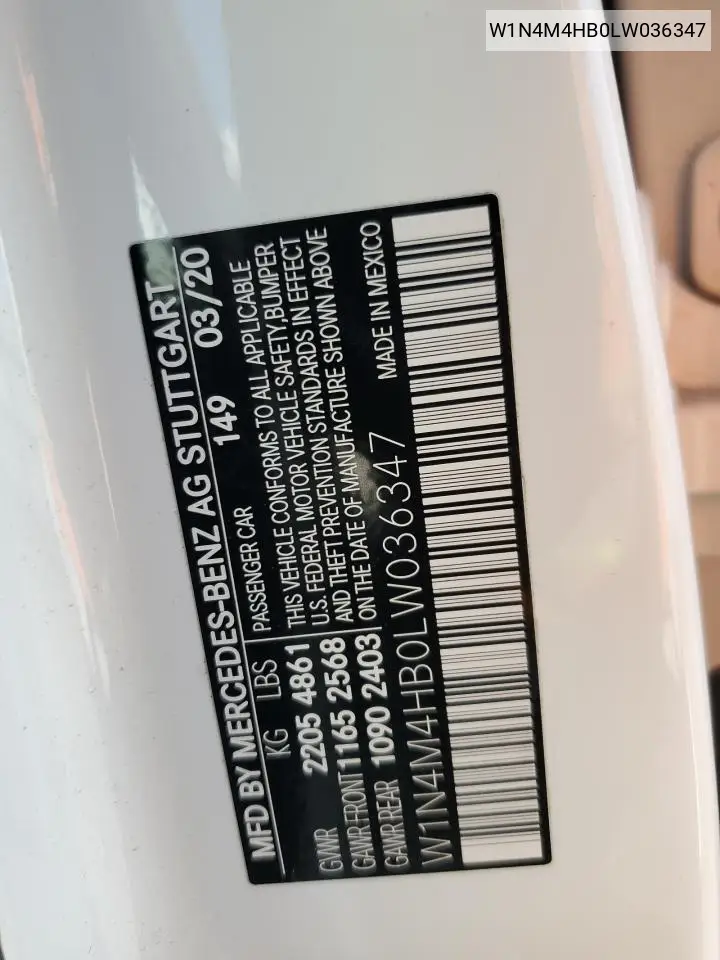 W1N4M4HB0LW036347
MFD BY MERCEDES-BENZ AG STUTTGART
149 03/20
KG LBS
GVWR 2205 4861
GAWR FRONT 1165 2568
GAWR REAR 1090 2403
PASSENGER CAR
THIS VEHICLE CONFORMS TO ALL APPLICABLE
U.S. FEDERAL MOTOR VEHICLE SAFETY,BUMPER
AND THEFT PREVENTION STANDARDS IN EFFECT
ON THE DATE OF MANUFACTURE SHOWN ABOVE
W1N4M4HB0LW036347
MADE IN MEXICO